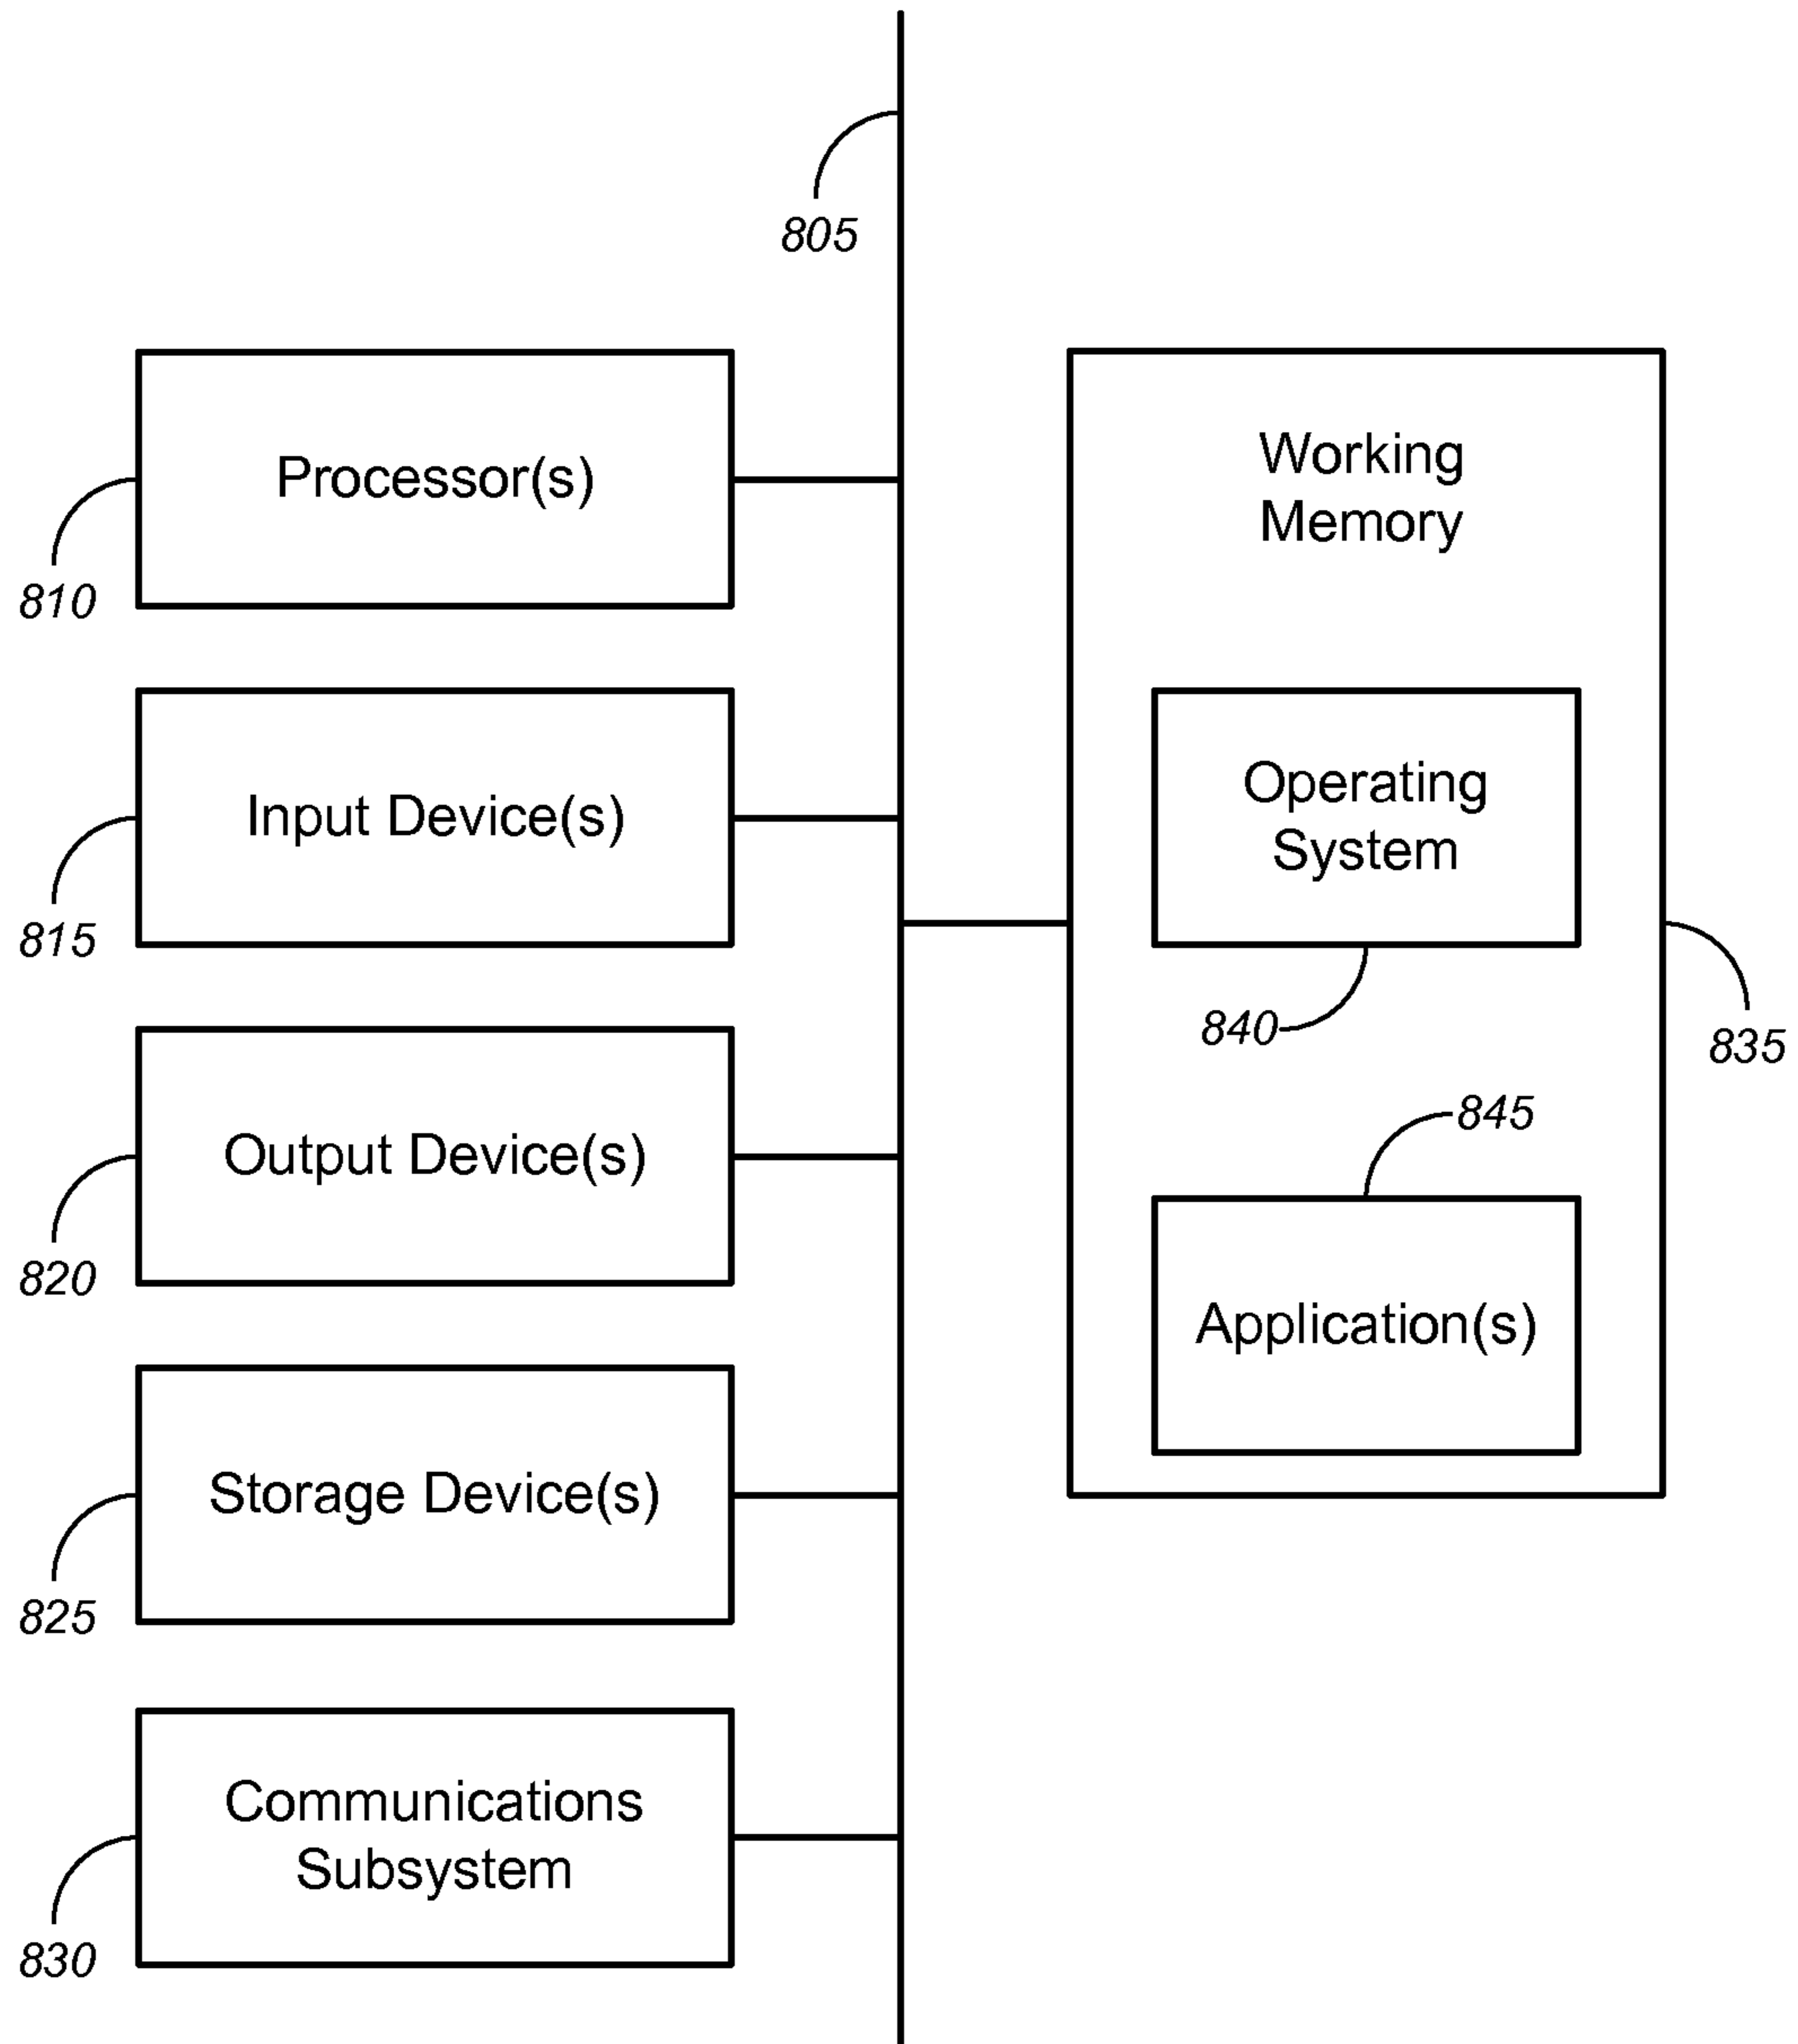 805
Processor(s)
810
Input Device(s)
815
Output Device(s)
820
Storage Device(s)
825
Communications
Subsystem
830
Working
Memory
Operating
System
840
835
845
Application(s)